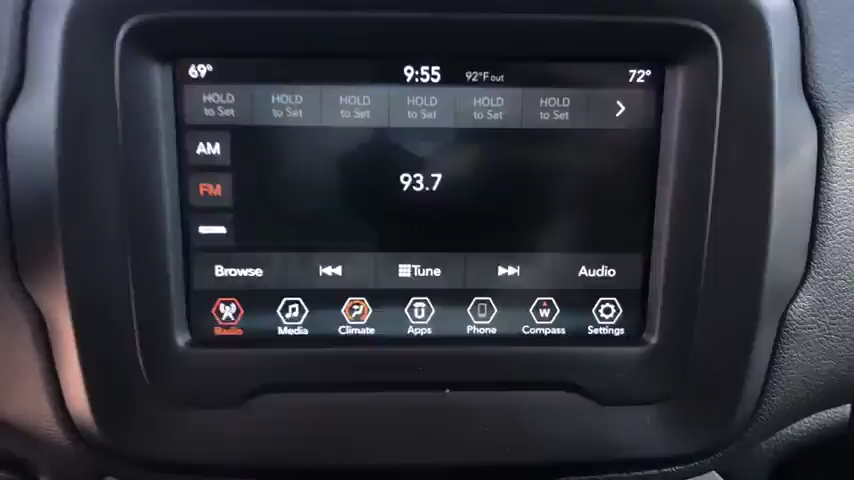 69° 9:55 92°F out 72°
HOLD HOLD HOLD HOLD HOLD HOLD
to Set to Set to Set to Set to Set to Set
AM
FM
93.7
Browse Tune Audio
W
Radio Media Climate Apps Phone Compass Settings